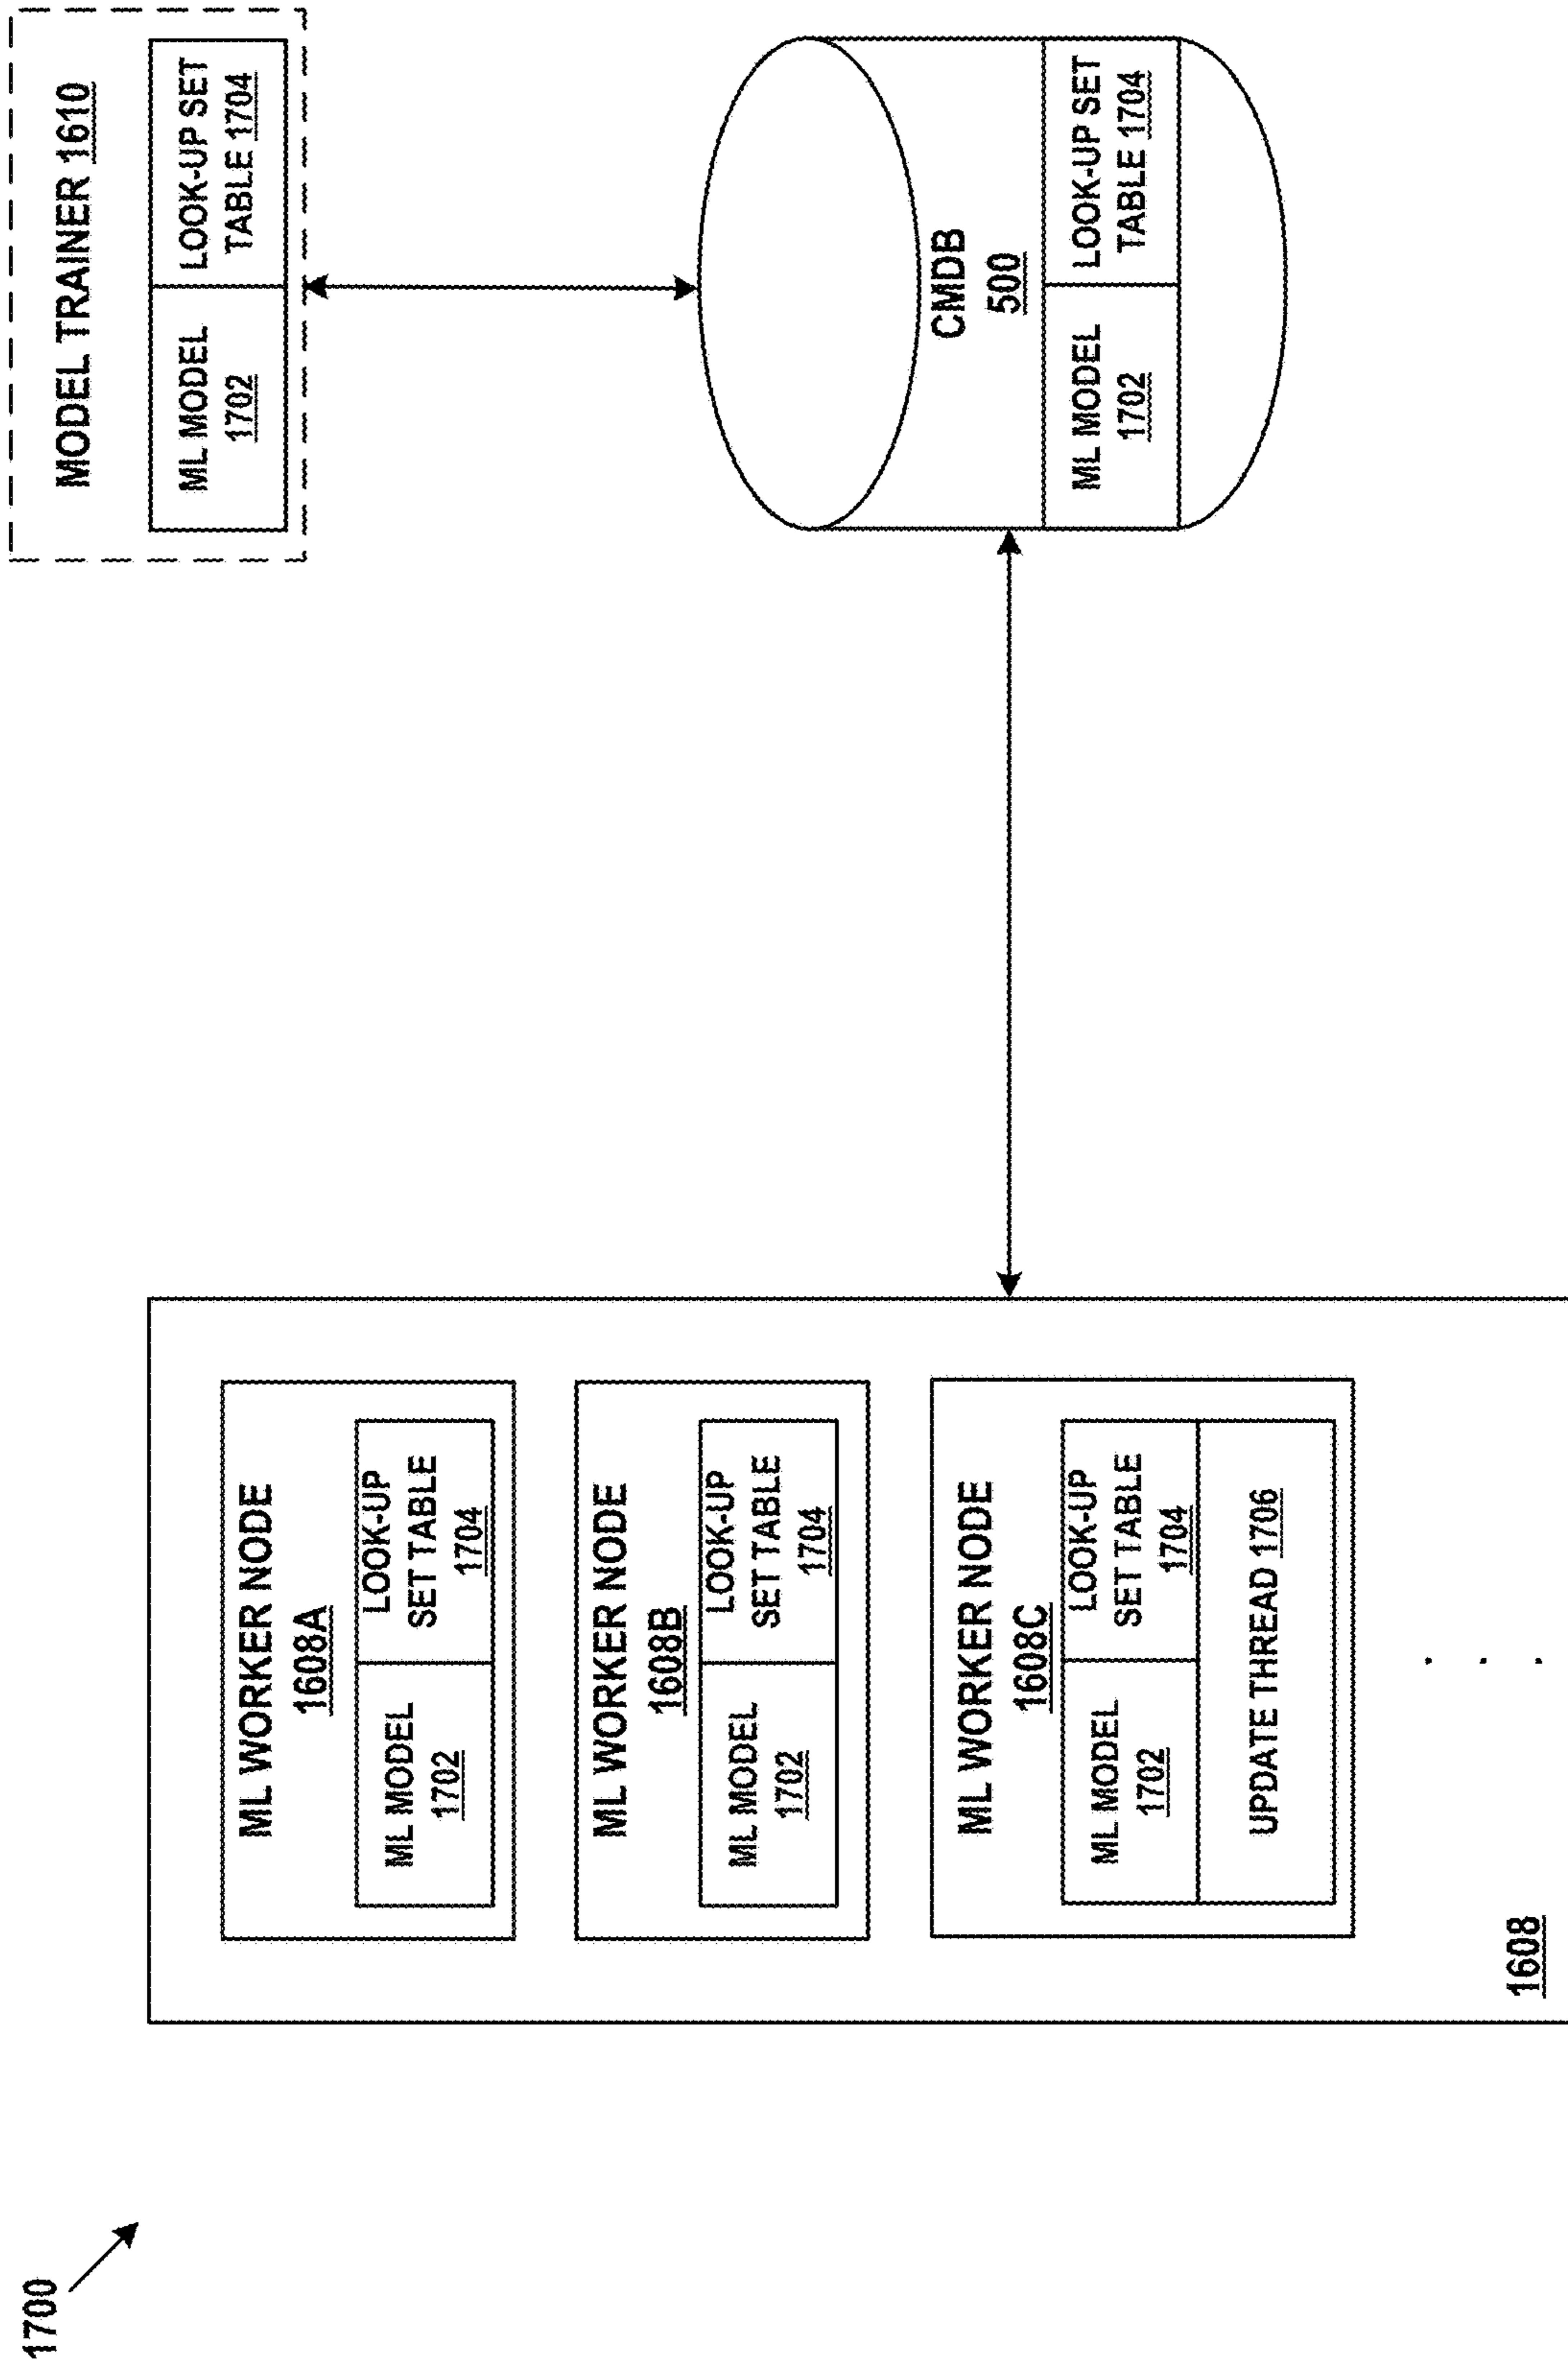 1700
ML WORKER NODE
1608A
ML MODEL
1702
LOOK-UP
SET TABLE
1704
ML WORKER NODE
1608B
ML MODEL
1702
LOOK-UP
SET TABLE
1704
ML WORKER NODE
1608C
ML MODEL
1702
LOOK-UP
SET TABLE
1704
UPDATE THREAD 1706
. . .
1608
MODEL TRAINER 1610
ML MODEL
1702
LOOK-UP SET
TABLE 1704
CMDB
500
ML MODEL
1702
LOOK-UP SET
TABLE 1704